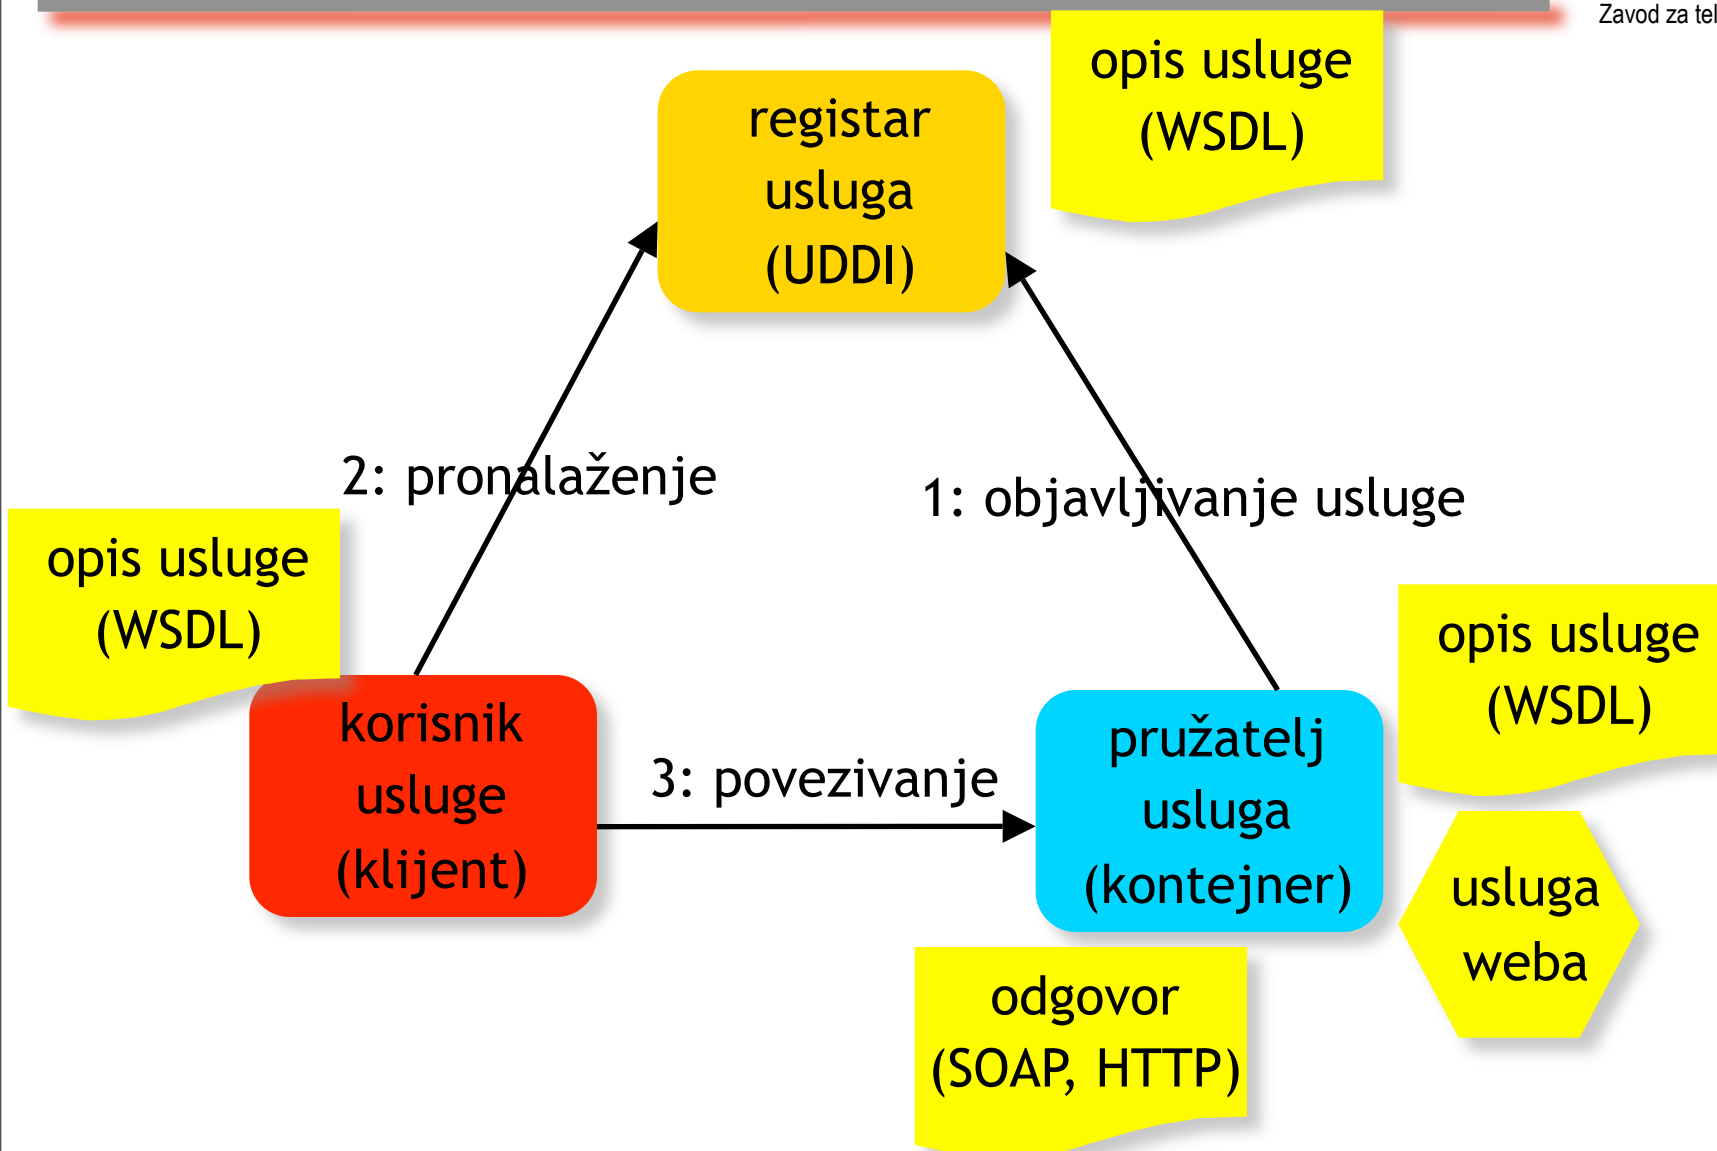 Zavod za tel
opis usluge
(WSDL)
registar
usluga
(UDDI)
2: pronalaženje
1: objavljivanje usluge
opis usluge
(WSDL)
opis usluge
(WSDL)
korisnik
usluge
(klijent)
3: povezivanje
pružatelj
usluga
(kontejner)
usluga
weba
odgovor
(SOAP, HTTP)